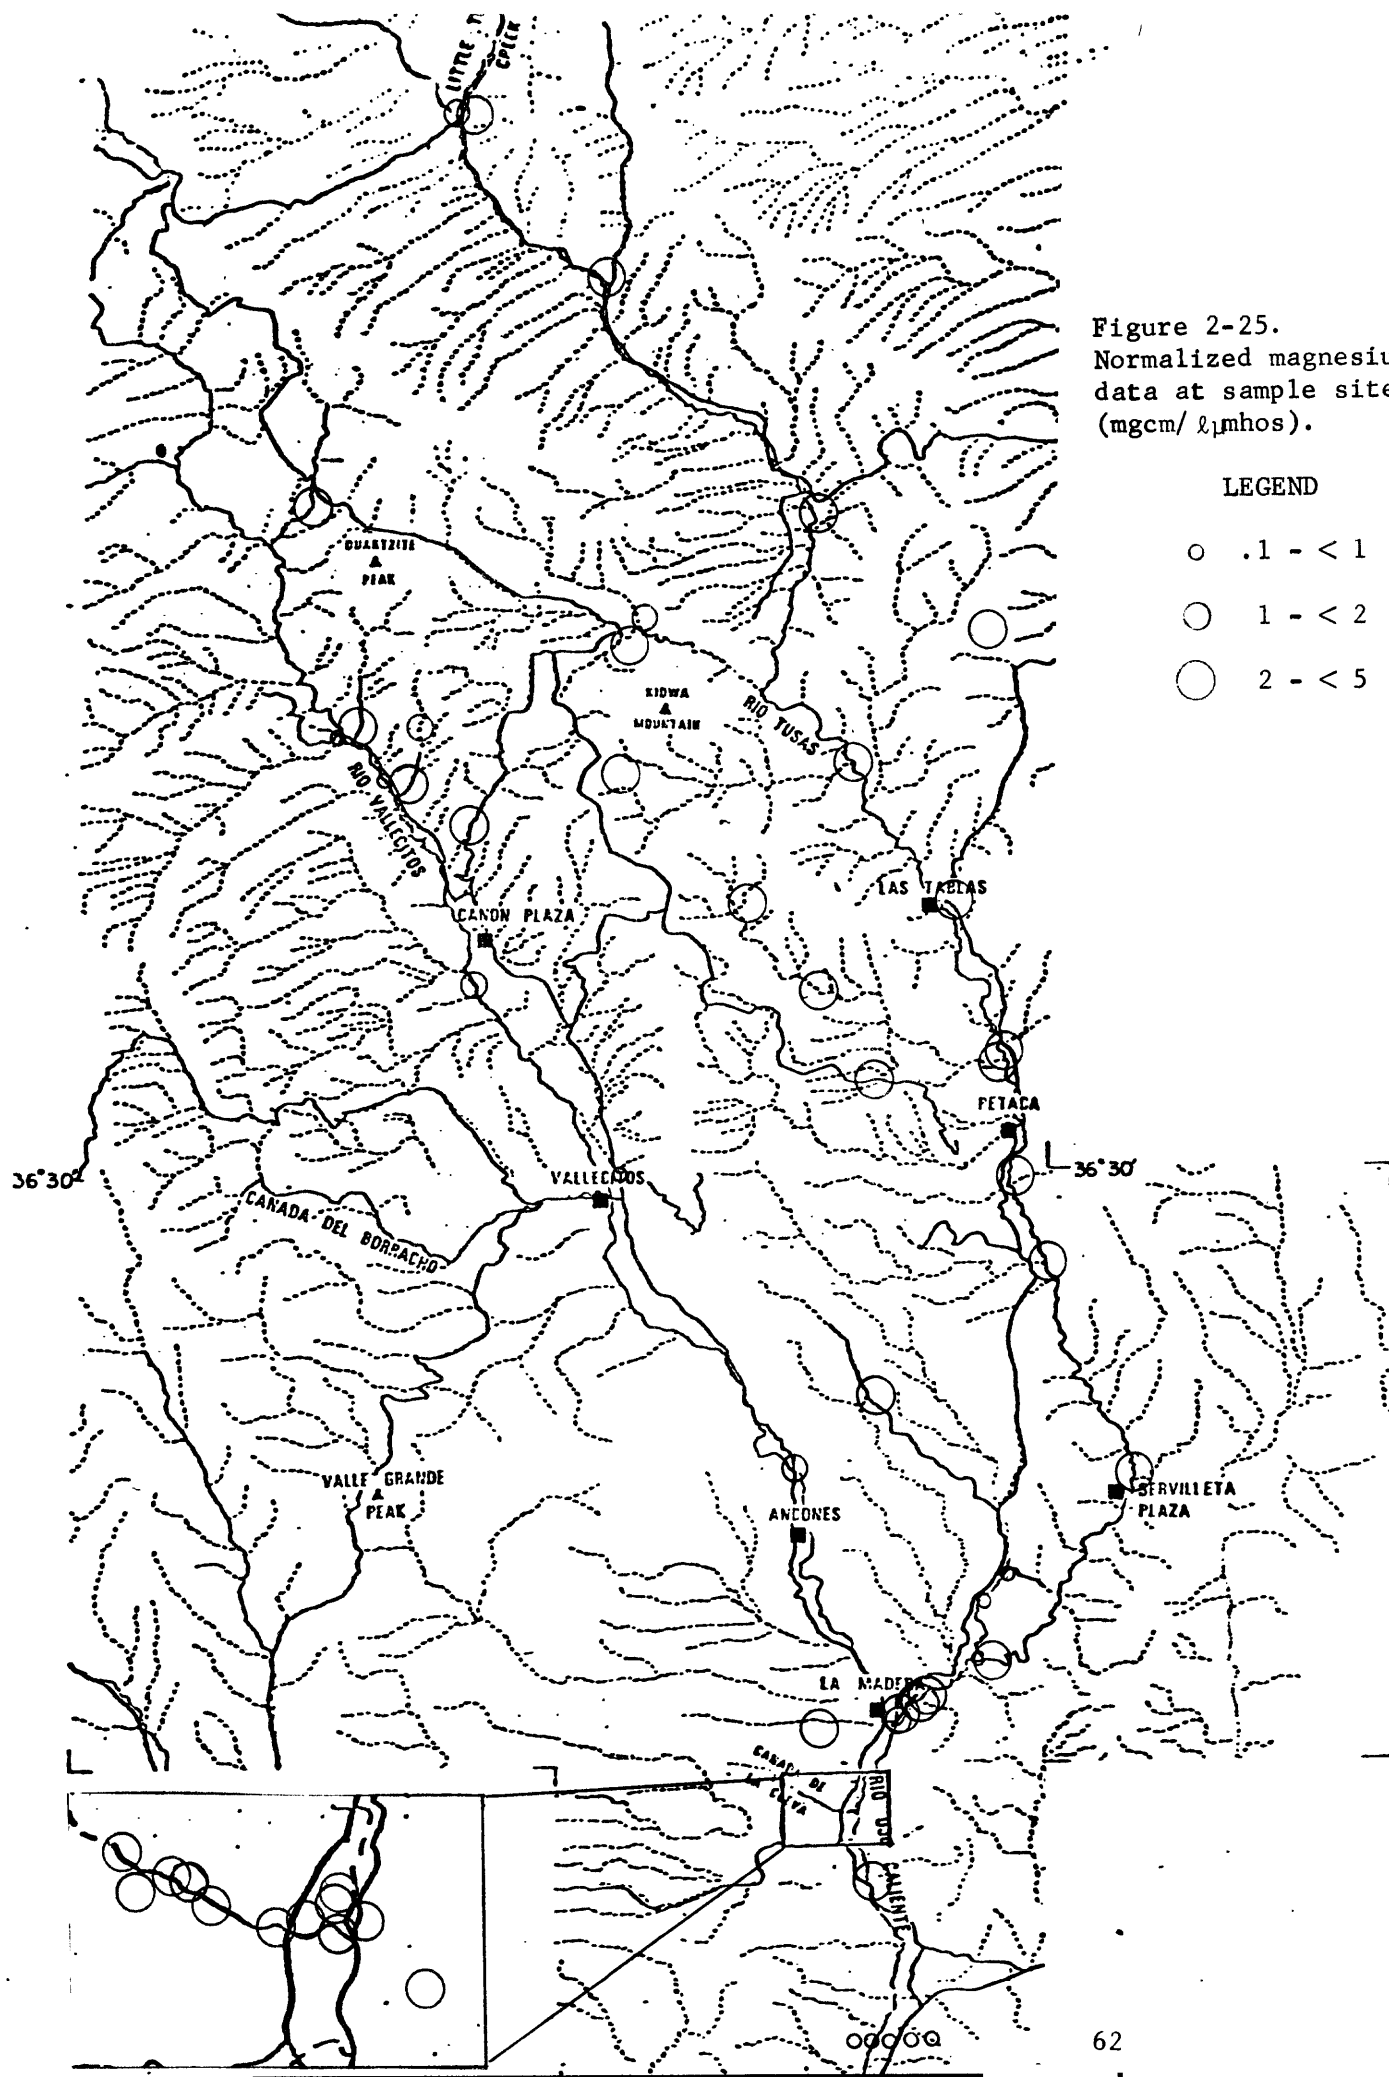 LITTLE
CREEK
Figure 2-25.
Normalized magnesiu
data at sample site
(mgcm/ ℓµmhos).
LEGEND
.1 - < 1
1 - < 2
2 - < 5
QUARTZITE
PEAK
KIOWA
MOUNTAIN
RIO TUSAS
RIO VALLECITOS
LAS TABLAS
CANON PLAZA
PETACA
36°30'
36°30'
VALLECITOS
CANADA DEL BORRACHO
VALLE GRANDE
PEAK
SERVILLETA
PLAZA
ANCONES
LA MADERA
CANADA DE
LA
RIO OJO
CALIENTE
62